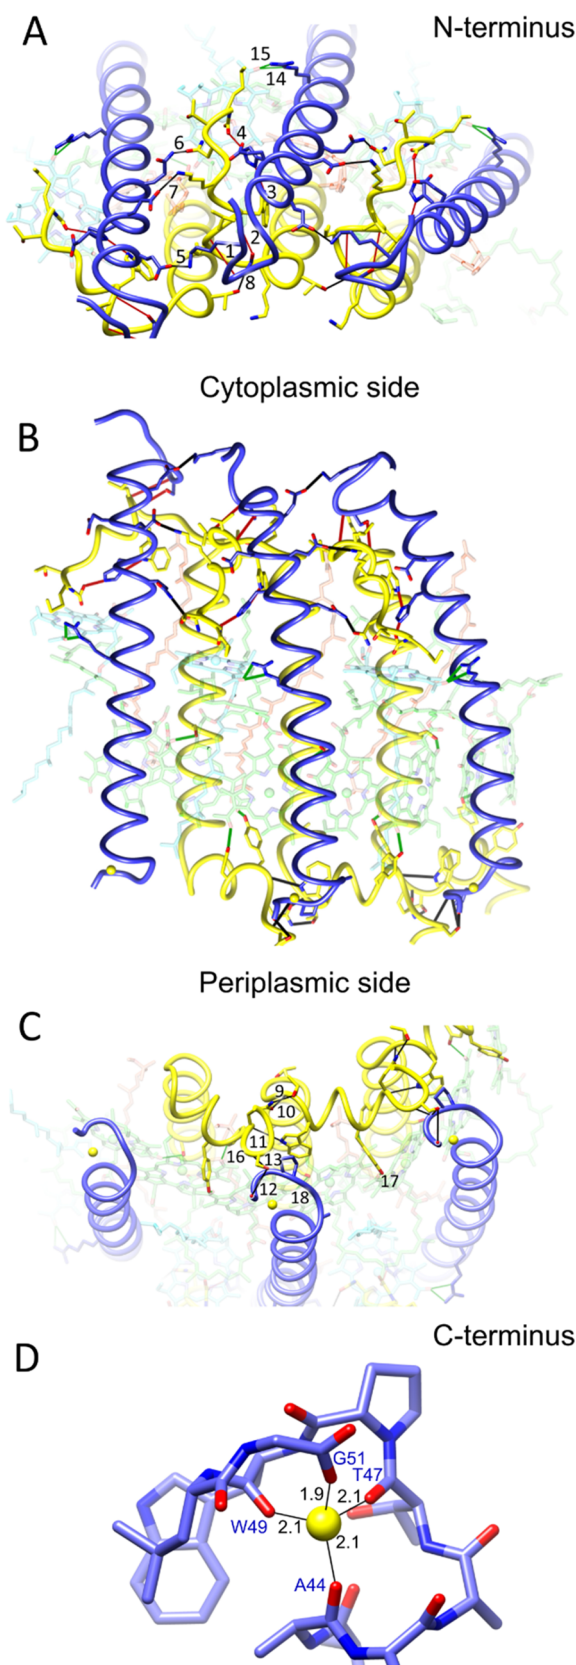 A
N-terminus
15
14
6
4
7
3
5
1
2
8
Cytoplasmic side
B
Periplasmic side
C
9
10
11
16
13
12
18
17
C-terminus
D
G51
T47
1.9
2.1
W49
2.1
2.1
A44